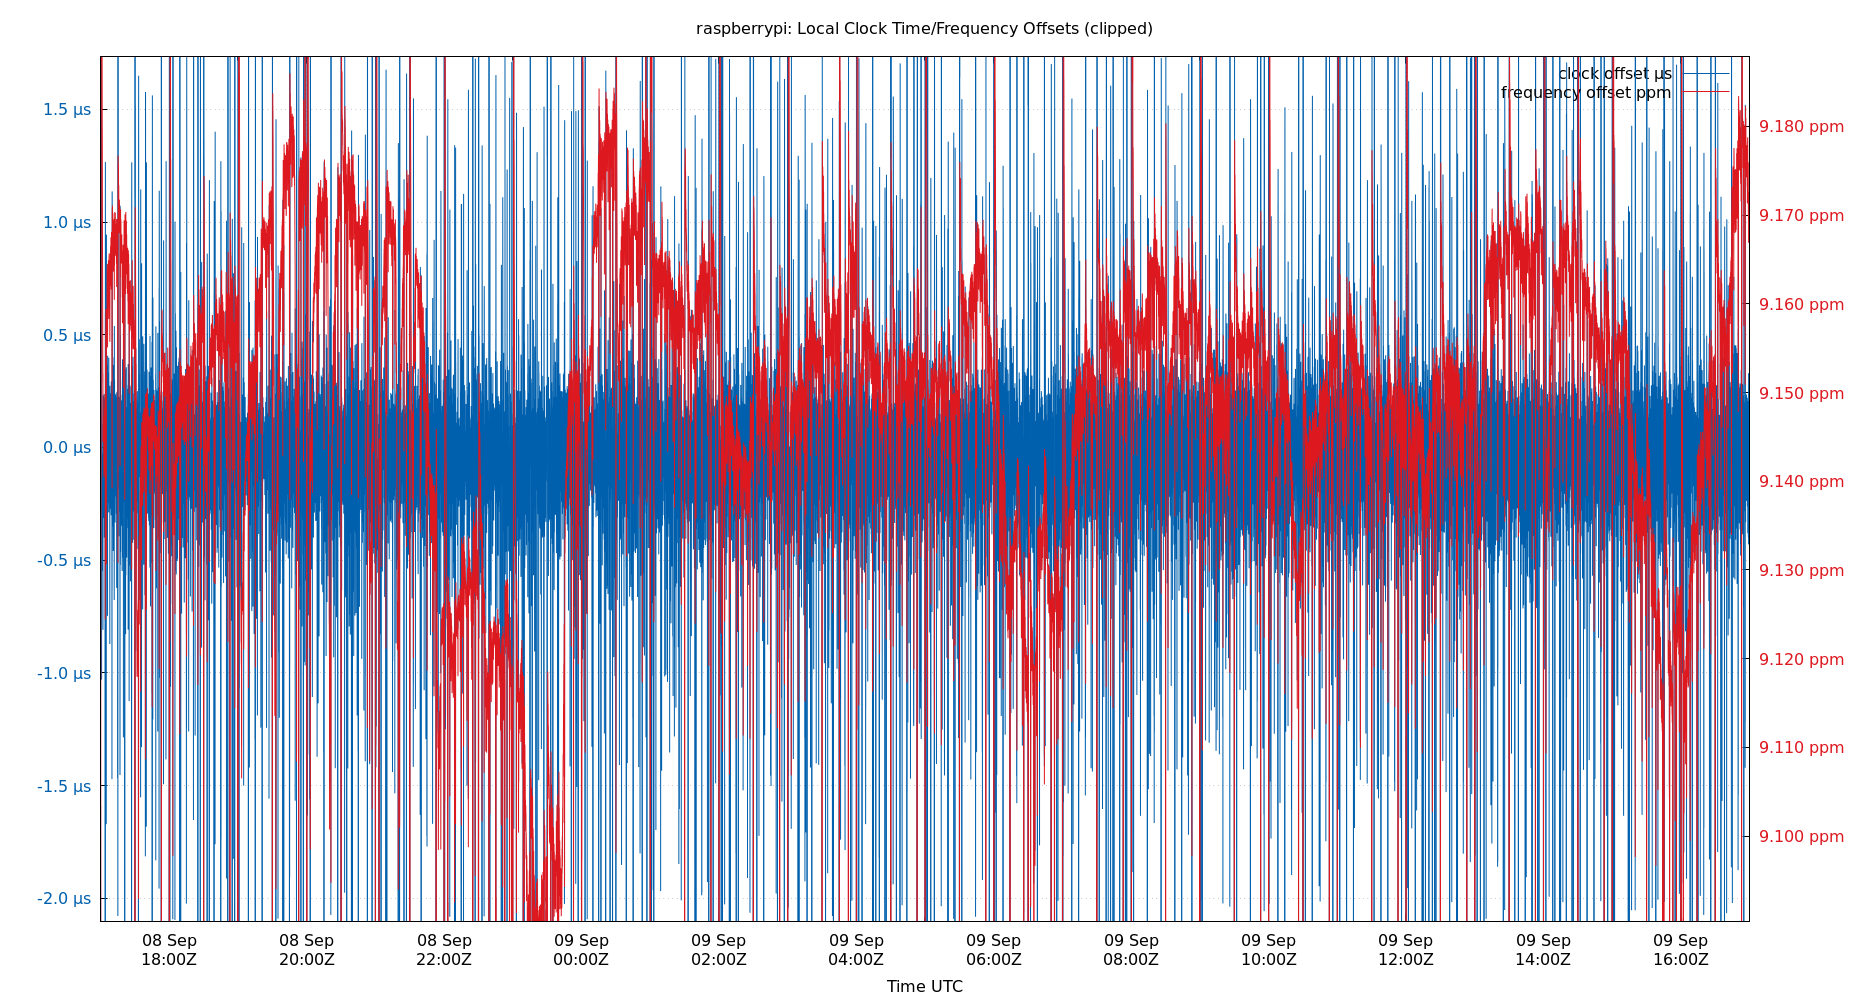 raspberrypi: Local Clock Time/Frequency Offsets (clipped)
clock offset µs
frequency offset ppm
1.5 µs
1.0 µs
0.5 µs
0.0 µs
-0.5 µs
-1.0 µs
-1.5 µs
-2.0 µs
9.180 ppm
9.170 ppm
9.160 ppm
9.150 ppm
9.140 ppm
9.130 ppm
9.120 ppm
9.110 ppm
9.100 ppm
08 Sep
18:00Z
08 Sep
20:00Z
08 Sep
22:00Z
09 Sep
00:00Z
09 Sep
02:00Z
09 Sep
04:00Z
09 Sep
06:00Z
09 Sep
08:00Z
09 Sep
10:00Z
09 Sep
12:00Z
09 Sep
14:00Z
09 Sep
16:00Z
Time UTC